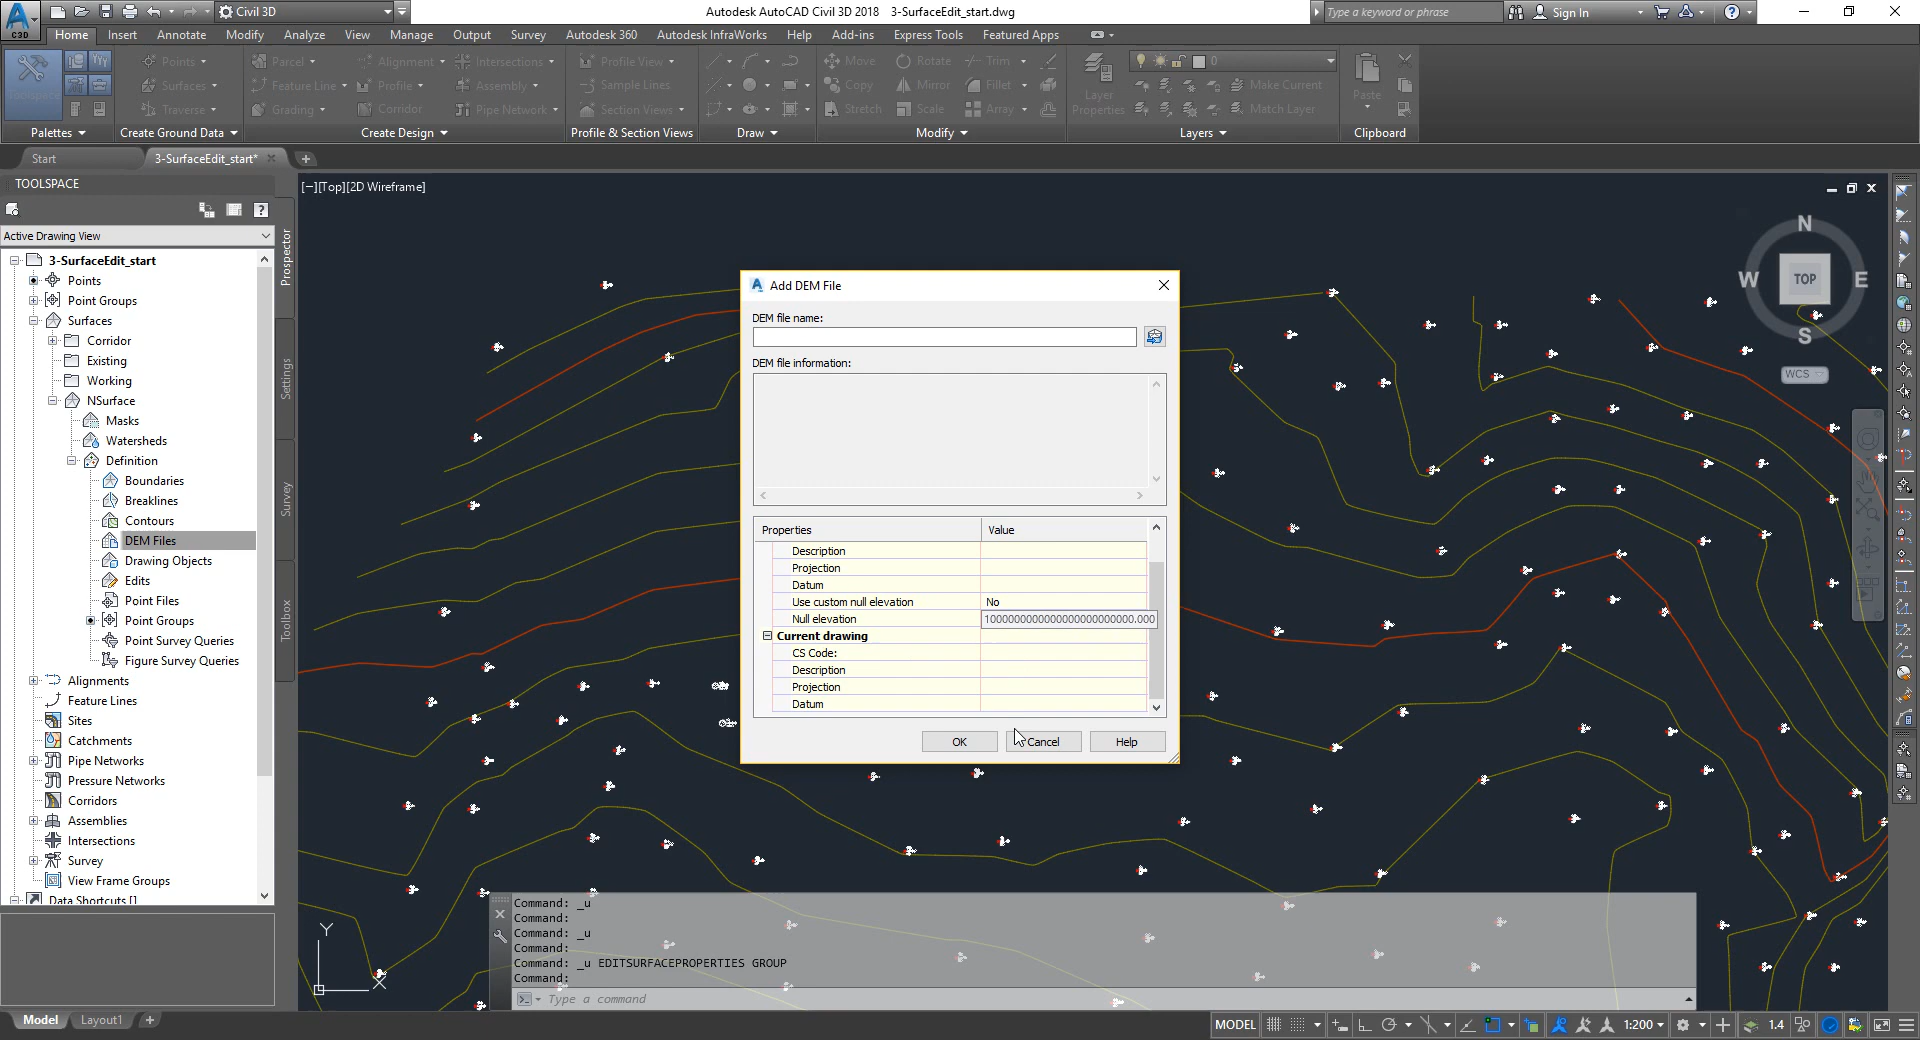 Civil 3D
Autodesk AutoCAD Civil 3D 2018 3-SurfaceEdit_start.dwg
Type a keyword or phrase
Sign In
C3D
Home Insert Annotate Modify Analyze View Manage Output Survey Autodesk 360 Autodesk InfraWorks Help Add-ins Express Tools Featured Apps
Points Parcel Alignment Intersections Profile View Move Rotate Trim 0
Surfaces Feature Line Profile Assembly Sample Lines Copy Mirror Fillet Make Current
Toolspace Traverse Grading Corridor Pipe Network Section Views Stretch Scale Array Layer Properties Match Layer Paste
Palettes Create Ground Data Create Design Profile & Section Views Draw Modify Layers Clipboard
Start 3-SurfaceEdit_start*
TOOLSPACE
[−][Top][2D Wireframe]
Active Drawing View
Prospector
Settings
Survey
Toolbox
3-SurfaceEdit_start
Points
Point Groups
Surfaces
Corridor
Existing
Working
NSurface
Masks
Watersheds
Definition
Boundaries
Breaklines
Contours
DEM Files
Drawing Objects
Edits
Point Files
Point Groups
Point Survey Queries
Figure Survey Queries
Alignments
Feature Lines
Sites
Catchments
Pipe Networks
Pressure Networks
Corridors
Assemblies
Intersections
Survey
View Frame Groups
Data Shortcuts []
N
W TOP E
S
WCS
Add DEM File
DEM file name:
DEM file information:
Properties Value
Description
Projection
Datum
Use custom null elevation No
Null elevation
Current drawing
CS Code:
Description
Projection
Datum
OK Cancel Help
Y
X
Command: _u
Command:
Command: _u
Command:
Command: _u EDITSURFACEPROPERTIES GROUP
Command:
Type a command
Model Layout1
MODEL 1:200 1.4